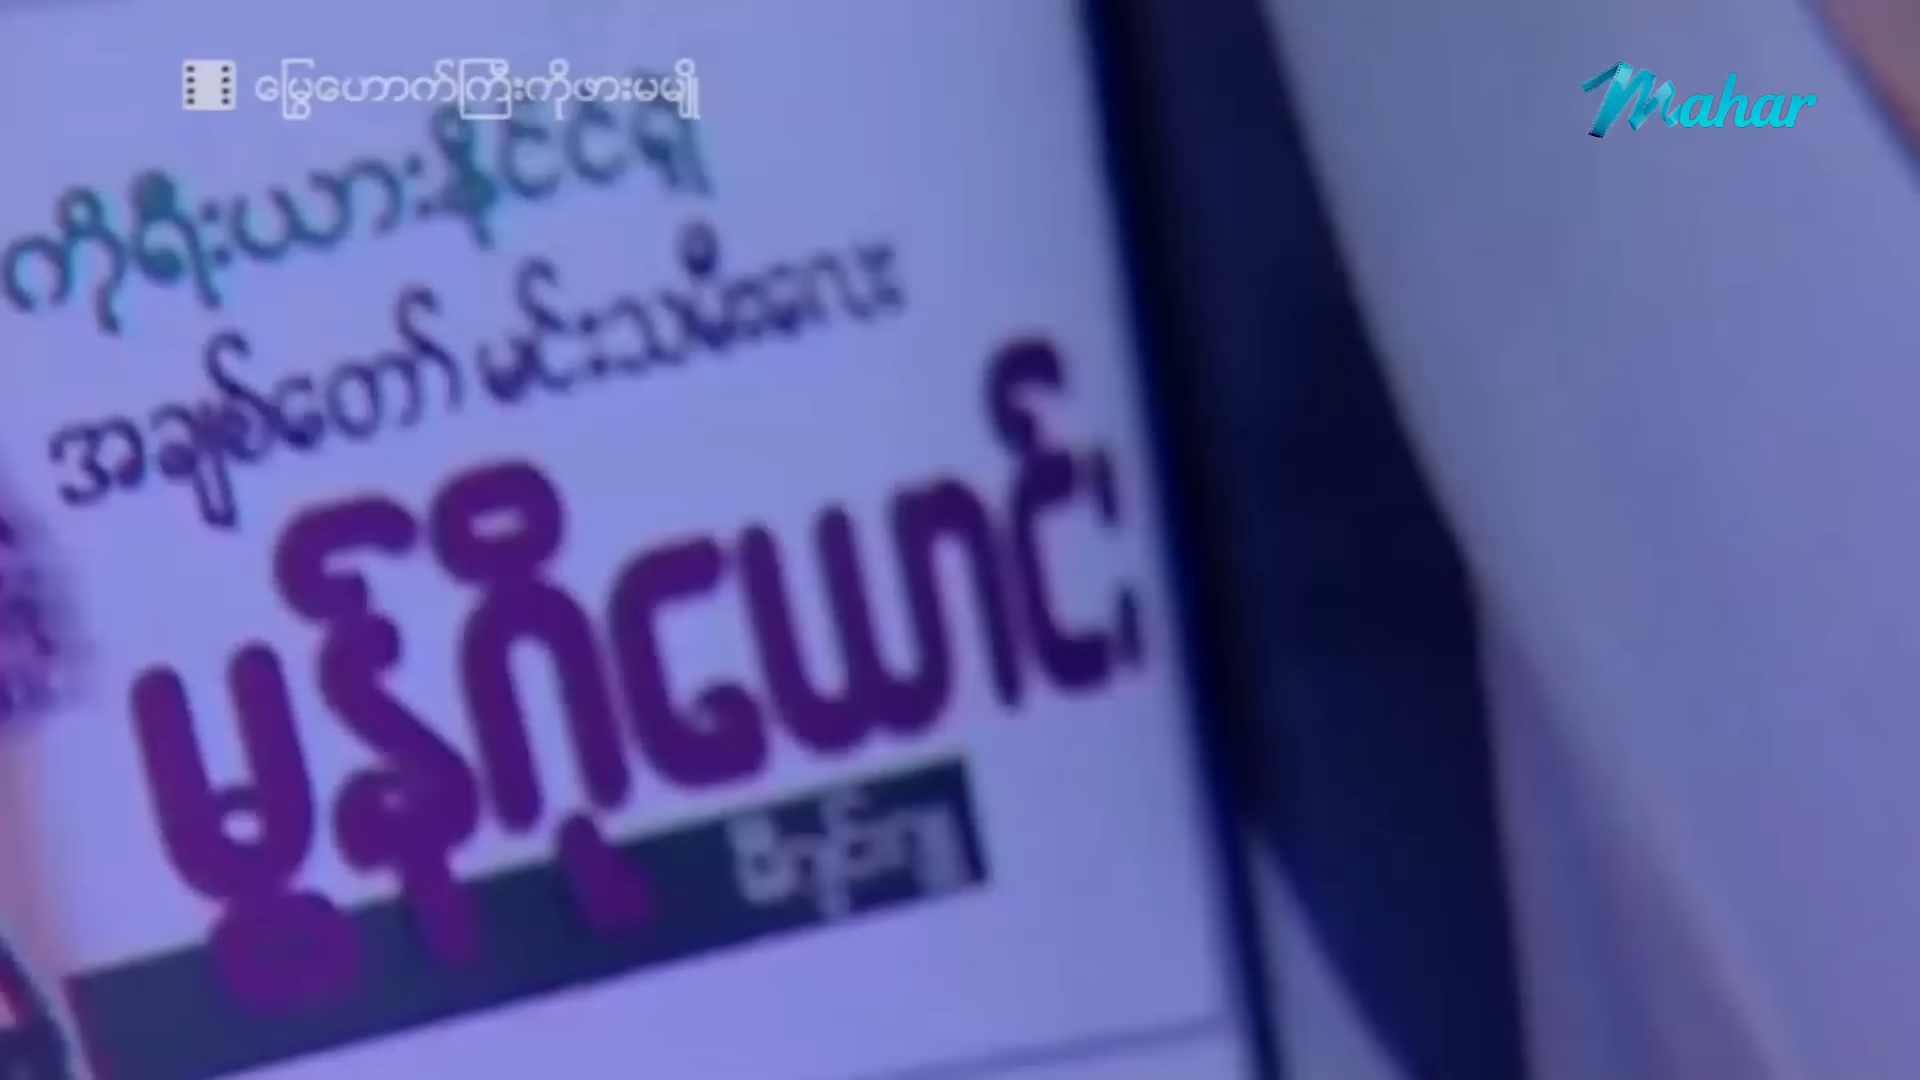 မြွေဟောက်ကြီးကိုဖားမမျို
Mahar
ကိုရီးယားနိုင်ငံရဲ့
အချစ်တော် မင်းသမီးလေး
မွန်ဂိုယောင်း